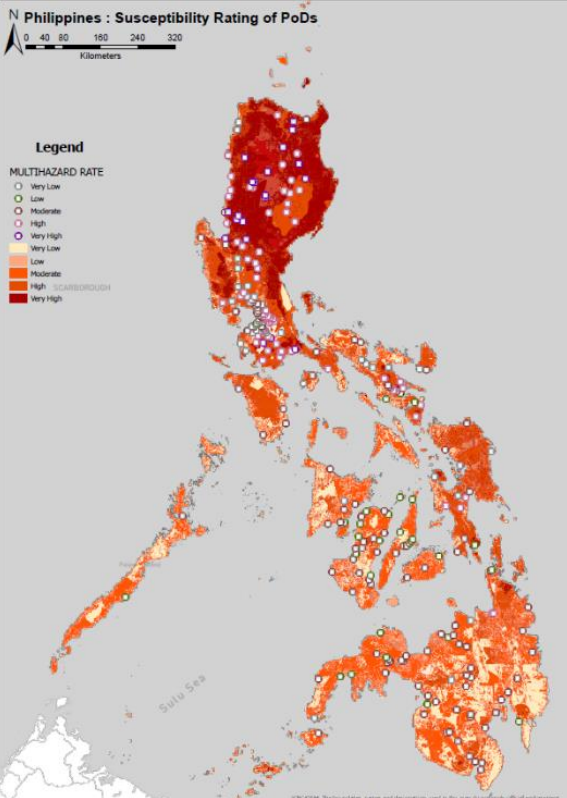 N
Philippines : Susceptibility Rating of PoDs
0 40 80 160 240 320
Kilometers
Legend
MULTIHAZARD RATE
Very Low
Low
Moderate
High
Very High
Very Low
Low
Moderate
High
SCARBOROUGH
Very High
Sulu Sea